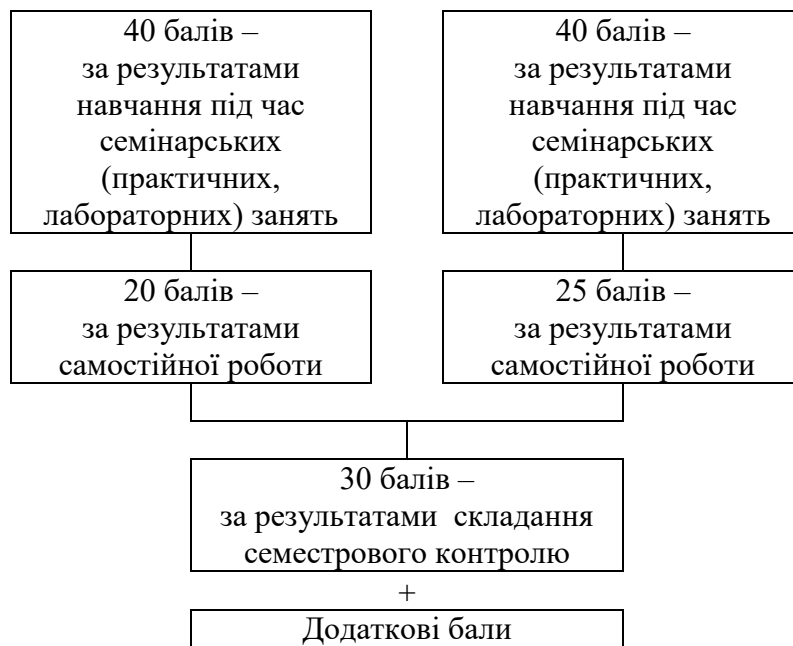 40 балів –
за результатами
навчання під час
семінарських
(практичних,
лабораторних) занять
40 балів –
за результатами
навчання під час
семінарських
(практичних,
лабораторних) занять
20 балів –
за результатами
самостійної роботи
25 балів –
за результатами
самостійної роботи
30 балів –
за результатами складання
семестрового контролю
+
Додаткові бали